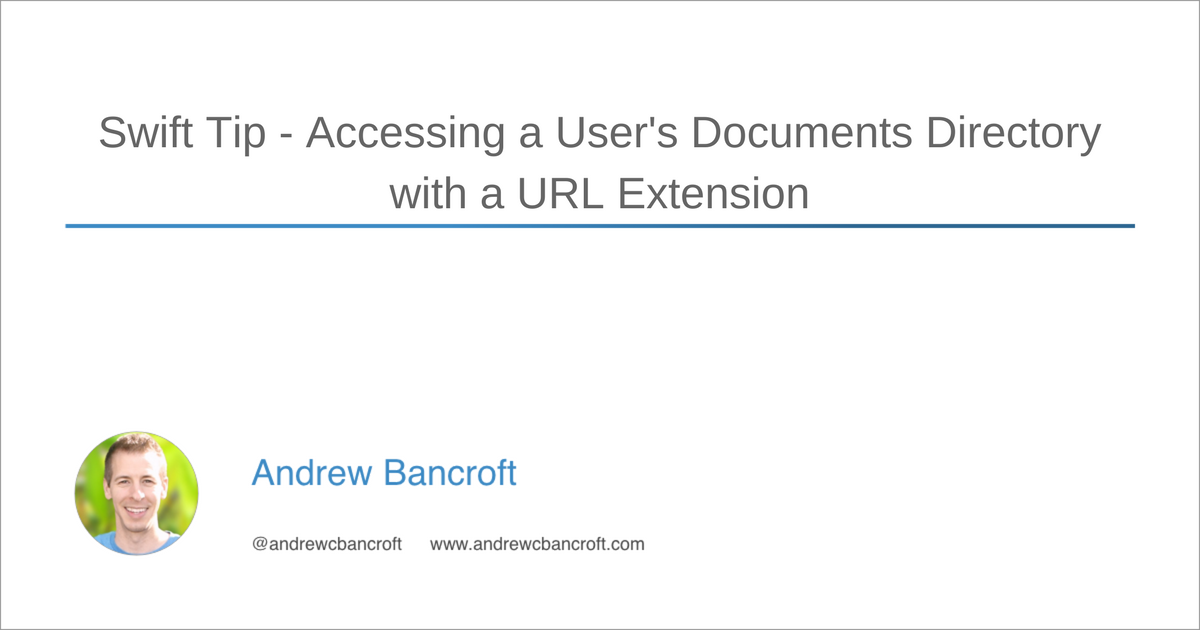 Swift Tip - Accessing a User's Documents Directory
with a URL Extension
Andrew Bancroft
@andrewcbancroft www.andrewcbancroft.com